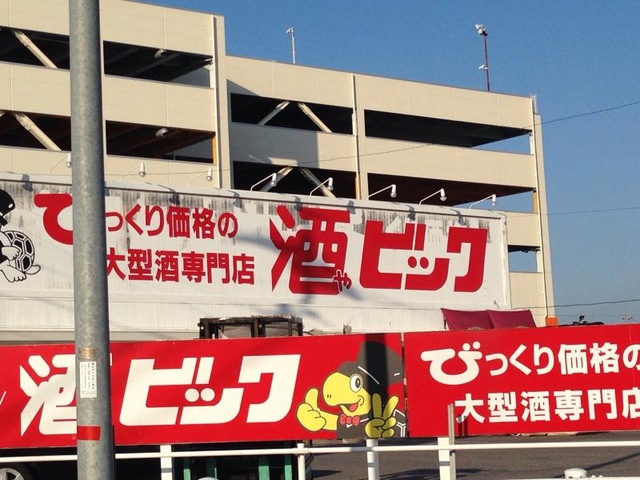 びっくり価格の
大型酒専門店
酒やビック
酒ビック
びっくり価格の
大型酒専門店